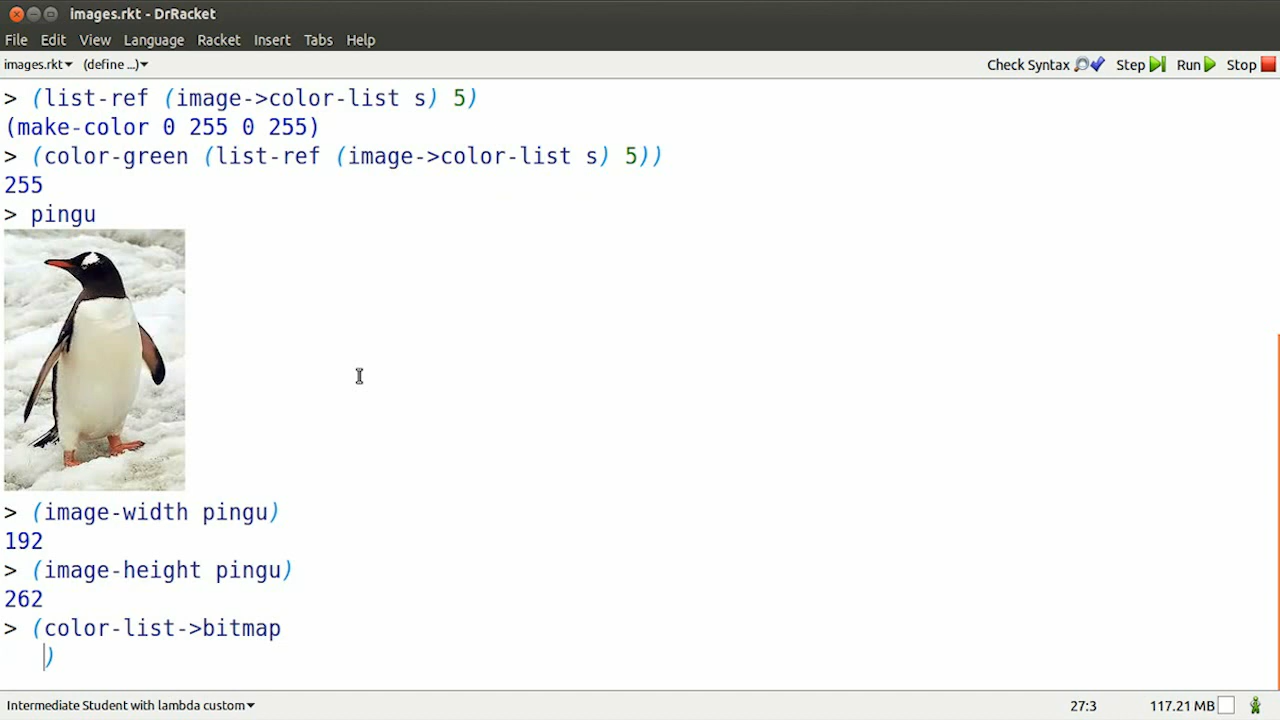 images.rkt - DrRacket
File Edit View Language Racket Insert Tabs Help
images.rkt (define ...) Check Syntax Step Run Stop
> (list-ref (image->color-list s) 5)
(make-color 0 255 0 255)
> (color-green (list-ref (image->color-list s) 5))
255
> pingu
> (image-width pingu)
192
> (image-height pingu)
262
> (color-list->bitmap
)
Intermediate Student with lambda custom 27:3 117.21 MB